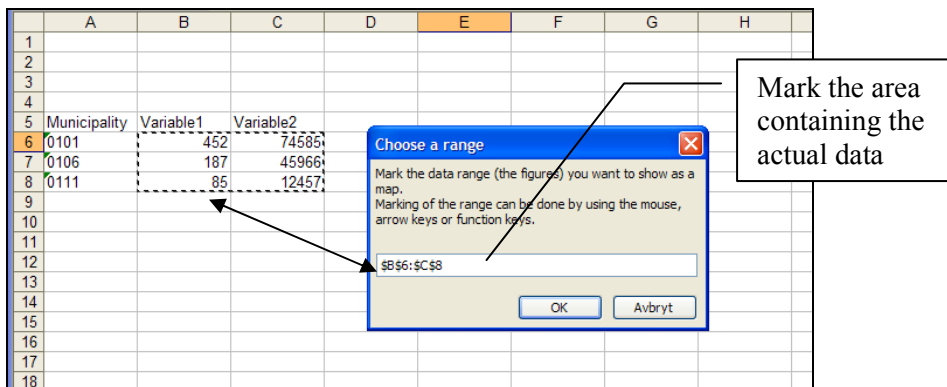 A B C D E F G H
1
2
3
4
5 Municipality Variable1 Variable2
6 0101 452 74585
7 0106 187 45966
8 0111 85 12457
9
10
11
12
13
14
15
16
17
18
Choose a range
Mark the data range (the figures) you want to show as a
map.
Marking of the range can be done by using the mouse,
arrow keys or function keys.
$B$6:$C$8
OK Avbryt
Mark the area
containing the
actual data